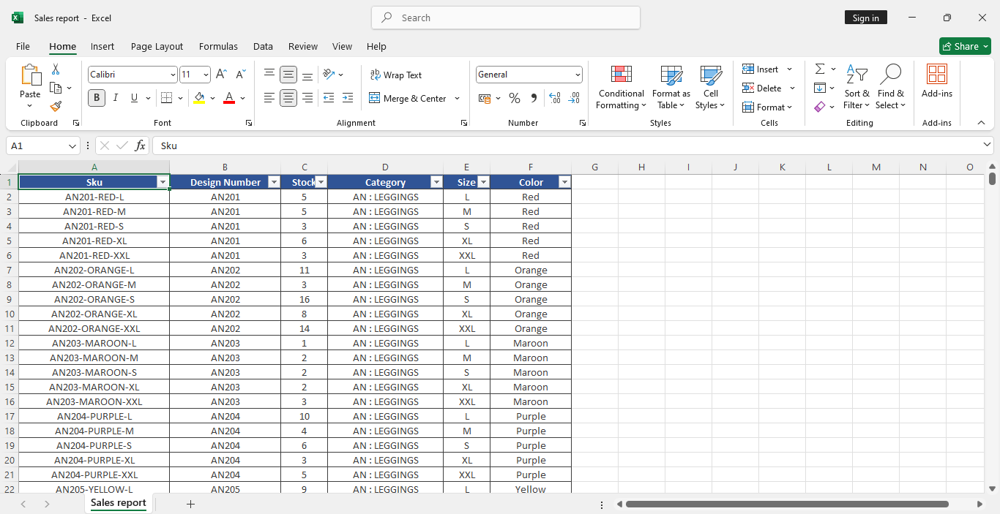 Sales report - Excel
Search
Sign in
File Home Insert Page Layout Formulas Data Review View Help
Share
Calibri 11 Wrap Text General Insert
Paste B I U A Merge & Center % Conditional Formatting Format as Table Cell Styles Delete Sort & Filter Find & Select Add-ins
Format
Clipboard Font Alignment Number Styles Cells Editing Add-ins
A1 fx Sku
A B C D E F G H I J K L M N O
1 Sku Design Number Stock Category Size Color
2 AN201-RED-L AN201 5 AN : LEGGINGS L Red
3 AN201-RED-M AN201 5 AN : LEGGINGS M Red
4 AN201-RED-S AN201 3 AN : LEGGINGS S Red
5 AN201-RED-XL AN201 6 AN : LEGGINGS XL Red
6 AN201-RED-XXL AN201 3 AN : LEGGINGS XXL Red
7 AN202-ORANGE-L AN202 11 AN : LEGGINGS L Orange
8 AN202-ORANGE-M AN202 3 AN : LEGGINGS M Orange
9 AN202-ORANGE-S AN202 16 AN : LEGGINGS S Orange
10 AN202-ORANGE-XL AN202 8 AN : LEGGINGS XL Orange
11 AN202-ORANGE-XXL AN202 14 AN : LEGGINGS XXL Orange
12 AN203-MAROON-L AN203 1 AN : LEGGINGS L Maroon
13 AN203-MAROON-M AN203 2 AN : LEGGINGS M Maroon
14 AN203-MAROON-S AN203 2 AN : LEGGINGS S Maroon
15 AN203-MAROON-XL AN203 2 AN : LEGGINGS XL Maroon
16 AN203-MAROON-XXL AN203 3 AN : LEGGINGS XXL Maroon
17 AN204-PURPLE-L AN204 10 AN : LEGGINGS L Purple
18 AN204-PURPLE-M AN204 4 AN : LEGGINGS M Purple
19 AN204-PURPLE-S AN204 6 AN : LEGGINGS S Purple
20 AN204-PURPLE-XL AN204 3 AN : LEGGINGS XL Purple
21 AN204-PURPLE-XXL AN204 5 AN : LEGGINGS XXL Purple
22 AN205-YELLOW-L AN205 9 AN : LEGGINGS L Yellow
Sales report